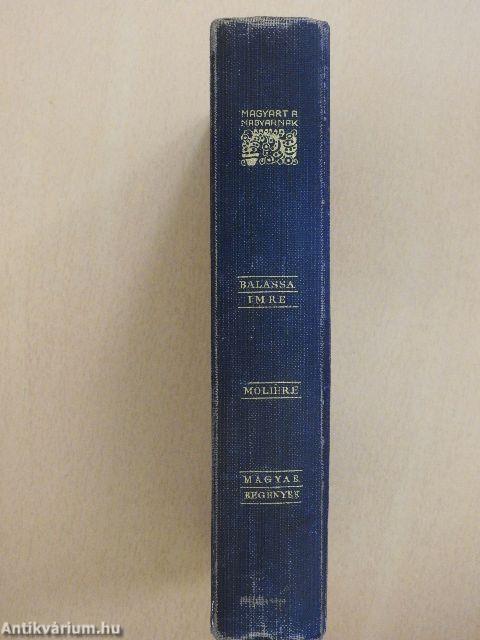 MAGYART A
MAGYARNAK
BALASSA
IMRE
MOLIÈRE
MAGYAR
REGÉNYEK
Antikvárium.hu